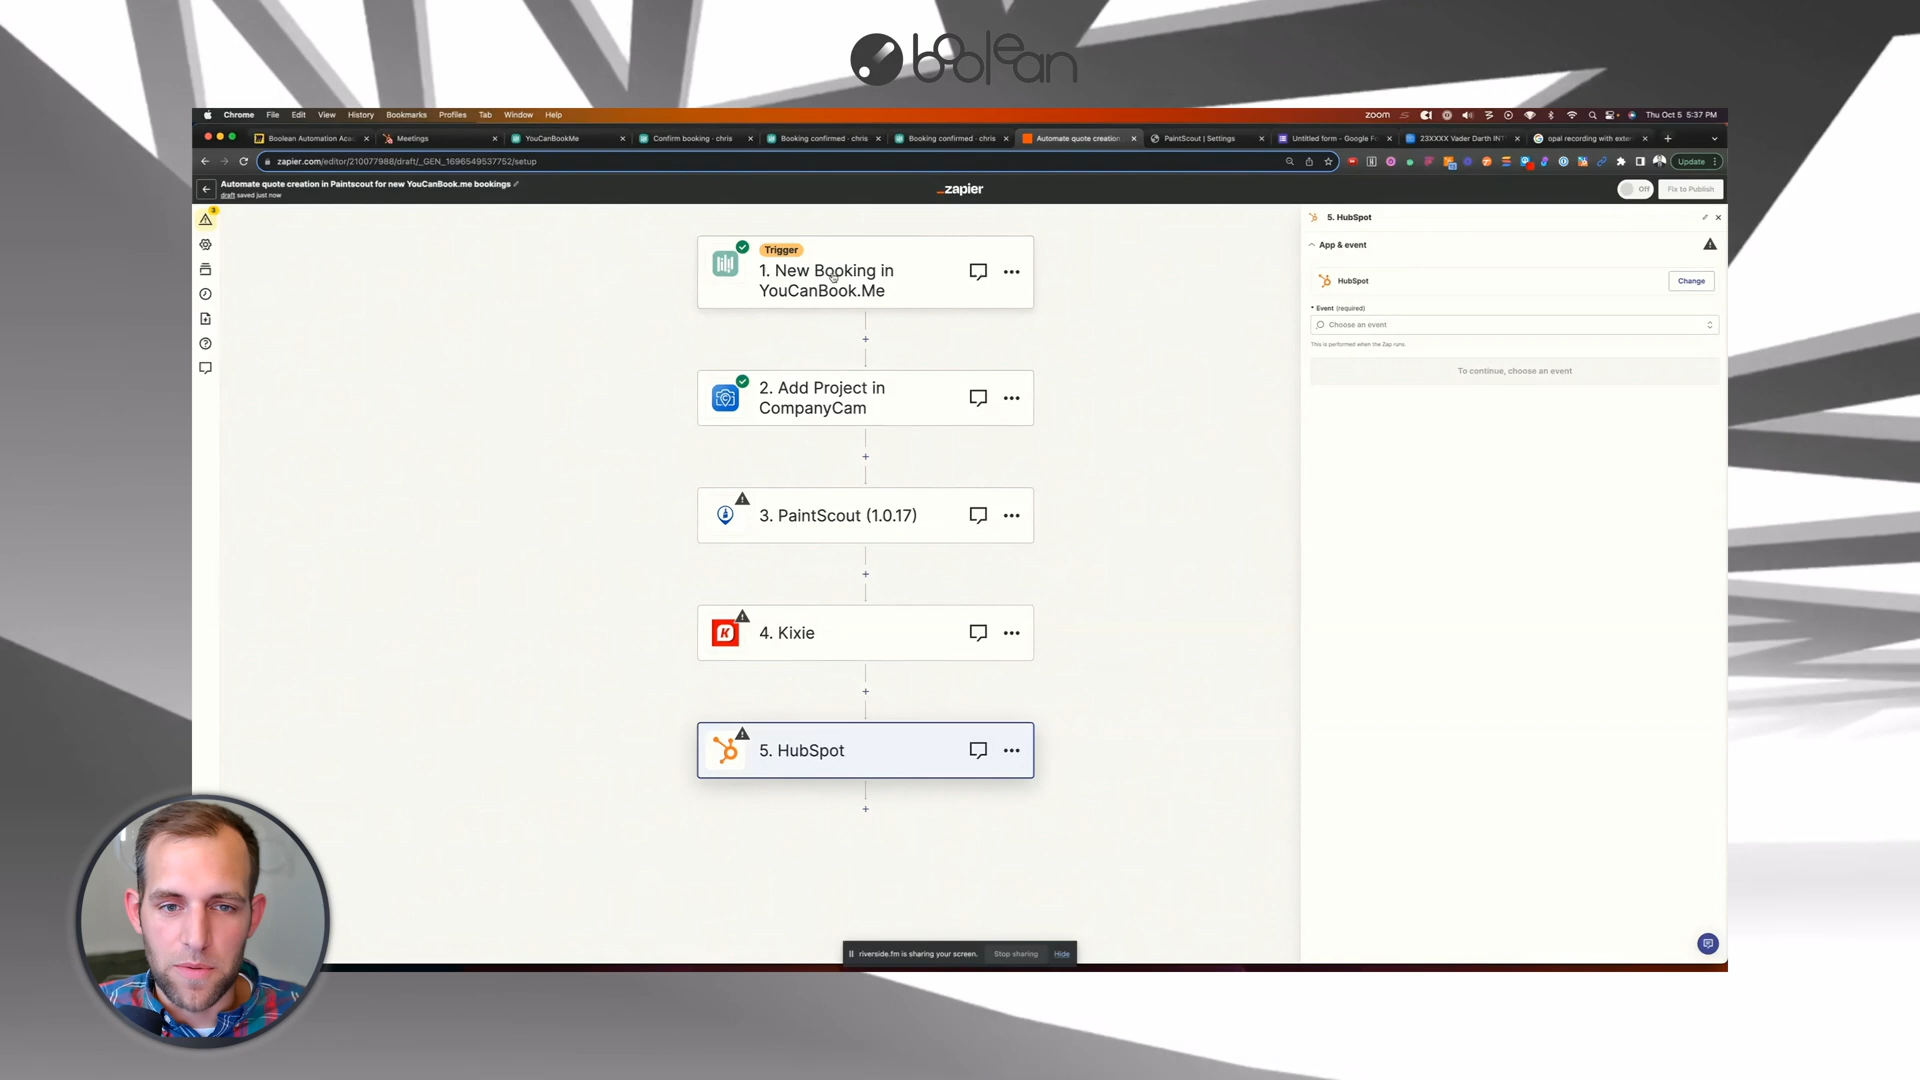 boolean
Chrome File Edit View History Bookmarks Profiles Tab Window Help
zoom Thu Oct 5 5:37 PM
Boolean Automation Aca
Meetings
YouCanBookMe
Confirm booking - chris
Booking confirmed - chris
Booking confirmed - chris
Automate quote creation
PaintScout | Settings
Untitled form - Google Fo
23XXXX Vader Darth INT
opal recording with exter
zapier.com/editor/210077988/draft/_GEN_1696549537752/setup
Update
Automate quote creation in Paintscout for new YouCanBook.me bookings
draft saved just now
_zapier
Off
Fix to Publish
3
Trigger
1. New Booking in
YouCanBook.Me
2. Add Project in
CompanyCam
3. PaintScout (1.0.17)
4. Kixie
5. HubSpot
5. HubSpot
App & event
HubSpot
Change
* Event (required)
Choose an event
This is performed when the Zap runs.
To continue, choose an event
riverside.fm is sharing your screen.
Stop sharing
Hide